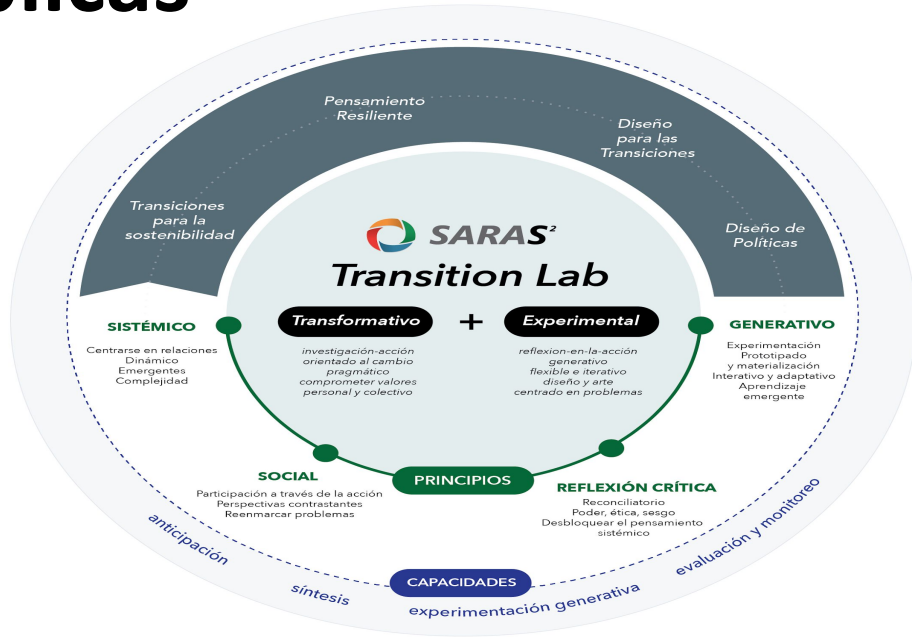 Pensamiento
Resiliente
Diseño
para las
Transiciones
Transiciones
para la
sostenibilidad
Diseño de
Políticas
SARAS²
Transition Lab
Transformativo + Experimental
investigación-acción
orientado al cambio
pragmático
comprometer valores
personal y colectivo
reflexion-en-la-acción
generativo
flexible e iterativo
diseño y arte
centrado en problemas
SISTÉMICO
Centrarse en relaciones
Dinámico
Emergentes
Complejidad
GENERATIVO
Experimentación
Prototipado
y materialización
Interativo y adaptativo
Aprendizaje
emergente
SOCIAL
Participación a través de la acción
Perspectivas contrastantes
Reenmarcar problemas
PRINCIPIOS
REFLEXIÓN CRÍTICA
Reconciliatorio
Poder, ética, sesgo
Desbloquear el pensamiento
sistémico
anticipación
síntesis
CAPACIDADES
experimentación generativa
evaluación y monitoreo